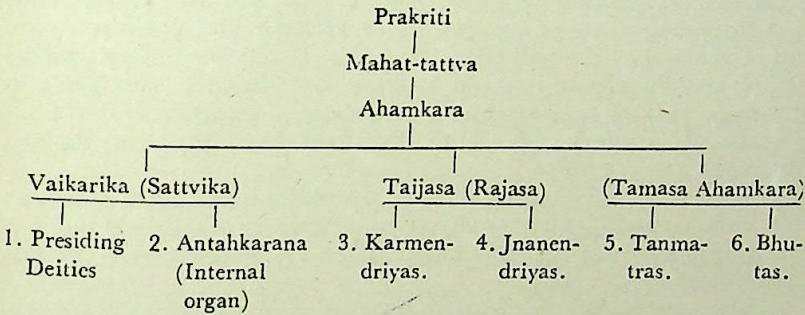 Prakriti
Mahat-tattva
Ahamkara
Vaikarika (Sattvika) Taijasa (Rajasa) (Tamasa Ahamkara)
1. Presiding 2. Antahkarana 3. Karmen- 4. Jnanen- 5. Tanma- 6. Bhu-
Deities (Internal driyas. driyas. tras. tas.
organ)